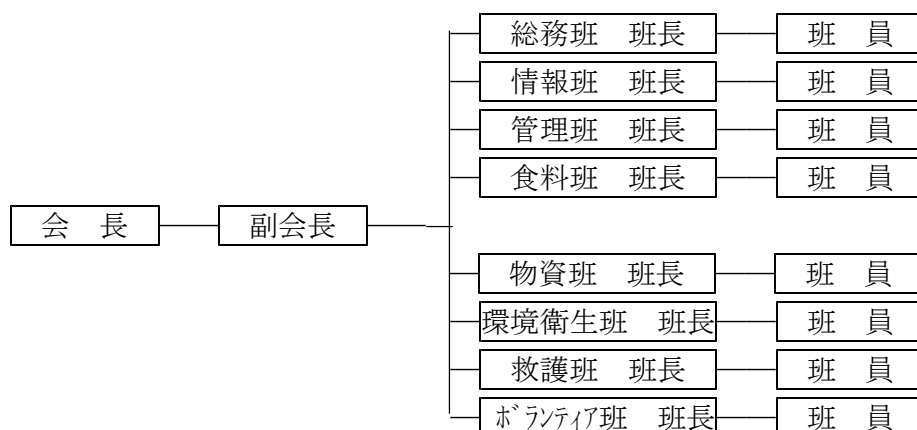 総務班　班長　班　員
情報班　班長　班　員
管理班　班長　班　員
食料班　班長　班　員
会　長　副会長
物資班　班長　班　員
環境衛生班　班長　班　員
救護班　班長　班　員
ボランティア班　班長　班　員